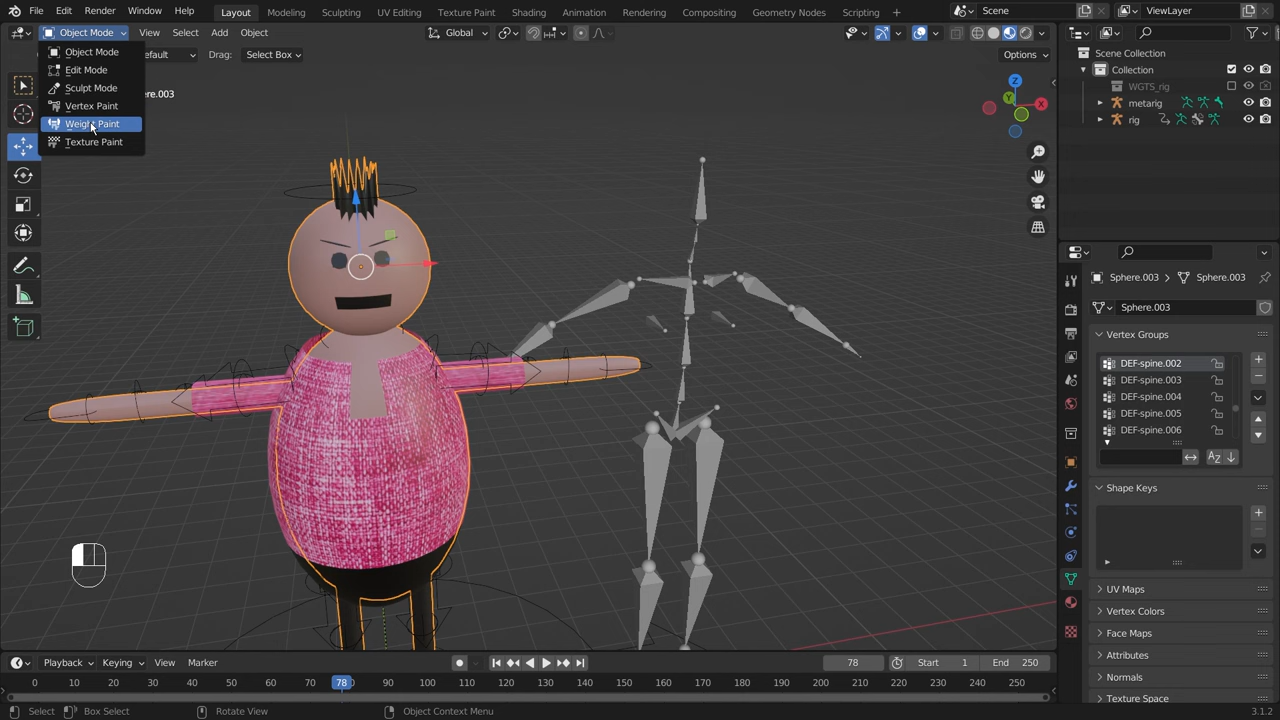 File Edit Render Window Help Layout Modeling Sculpting UV Editing Texture Paint Shading Animation Rendering Compositing Geometry Nodes Scripting Scene ViewLayer
Object Mode View Select Add Object Global
efault Drag: Select Box Options
Object Mode
Edit Mode
Sculpt Mode
Vertex Paint
Weight Paint
Texture Paint
ere.003
Z
Y
X
Scene Collection
Collection
WGTS_rig
metarig
rig
Sphere.003 > Sphere.003
Sphere.003
Vertex Groups
DEF-spine.002
DEF-spine.003
DEF-spine.004
DEF-spine.005
DEF-spine.006
Shape Keys
UV Maps
Vertex Colors
Face Maps
Attributes
Normals
Texture Space
Playback Keying View Marker 78 Start 1 End 250
0 10 20 30 40 50 60 70 78 90 100 110 120 130 140 150 160 170 180 190 200 210 220 230 240 250
Select Box Select Rotate View Object Context Menu 3.1.2